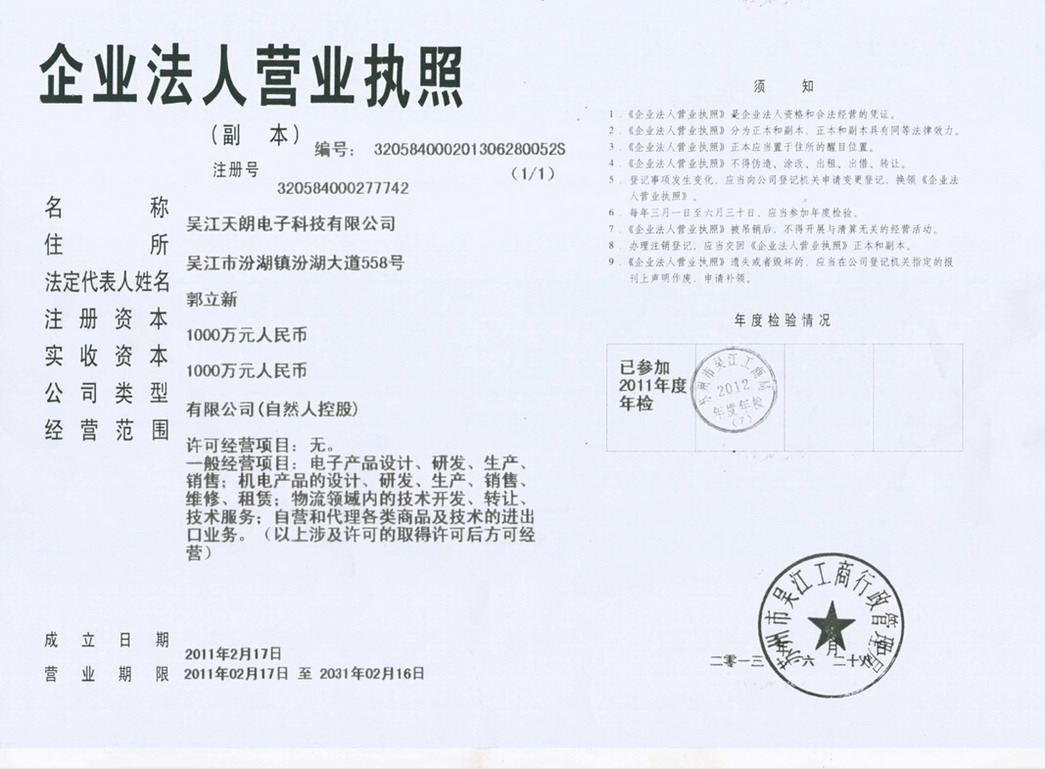 企业法人营业执照
（副 本）
编号： 320584000201306280052S
注册号
（1/1）
320584000277742
名 称
吴江天朗电子科技有限公司
住 所
吴江市汾湖镇汾湖大道558号
法定代表人姓名
郭立新
注 册 资 本
1000万元人民币
实 收 资 本
1000万元人民币
公 司 类 型
有限公司(自然人控股)
经 营 范 围
许可经营项目：无。
一般经营项目：电子产品设计、研发、生产、
销售；机电产品的设计、研发、生产、销售、
维修、租赁；物流领域内的技术开发、转让、
技术服务；自营和代理各类商品及技术的进出
口业务。（以上涉及许可的取得许可后方可经
营）
成 立 日 期
2011年2月17日
营 业 期 限
2011年02月17日 至 2031年02月16日
须 知
1．《企业法人营业执照》是企业法人资格和合法经营的凭证。
2．《企业法人营业执照》分为正本和副本，正本和副本具有同等法律效力。
3．《企业法人营业执照》正本应当置于住所的醒目位置。
4．《企业法人营业执照》不得伪造、涂改、出租、出借、转让。
5．登记事项发生变化，应当向公司登记机关申请变更登记，换领《企业法
人营业执照》。
6．每年三月一日至六月三十日，应当参加年度检验。
7．《企业法人营业执照》被吊销后，不得开展与清算无关的经营活动。
8．办理注销登记，应当交回《企业法人营业执照》正本和副本。
9．《企业法人营业执照》遗失或者毁坏的，应当在公司登记机关指定的报
刊上声明作废，申请补领。
年度检验情况
已参加
2011年度
年检
苏州市吴江工商局
2012
年度年检
（7）
苏州市吴江工商行政管理局
二零一三 年 六 月 二十八